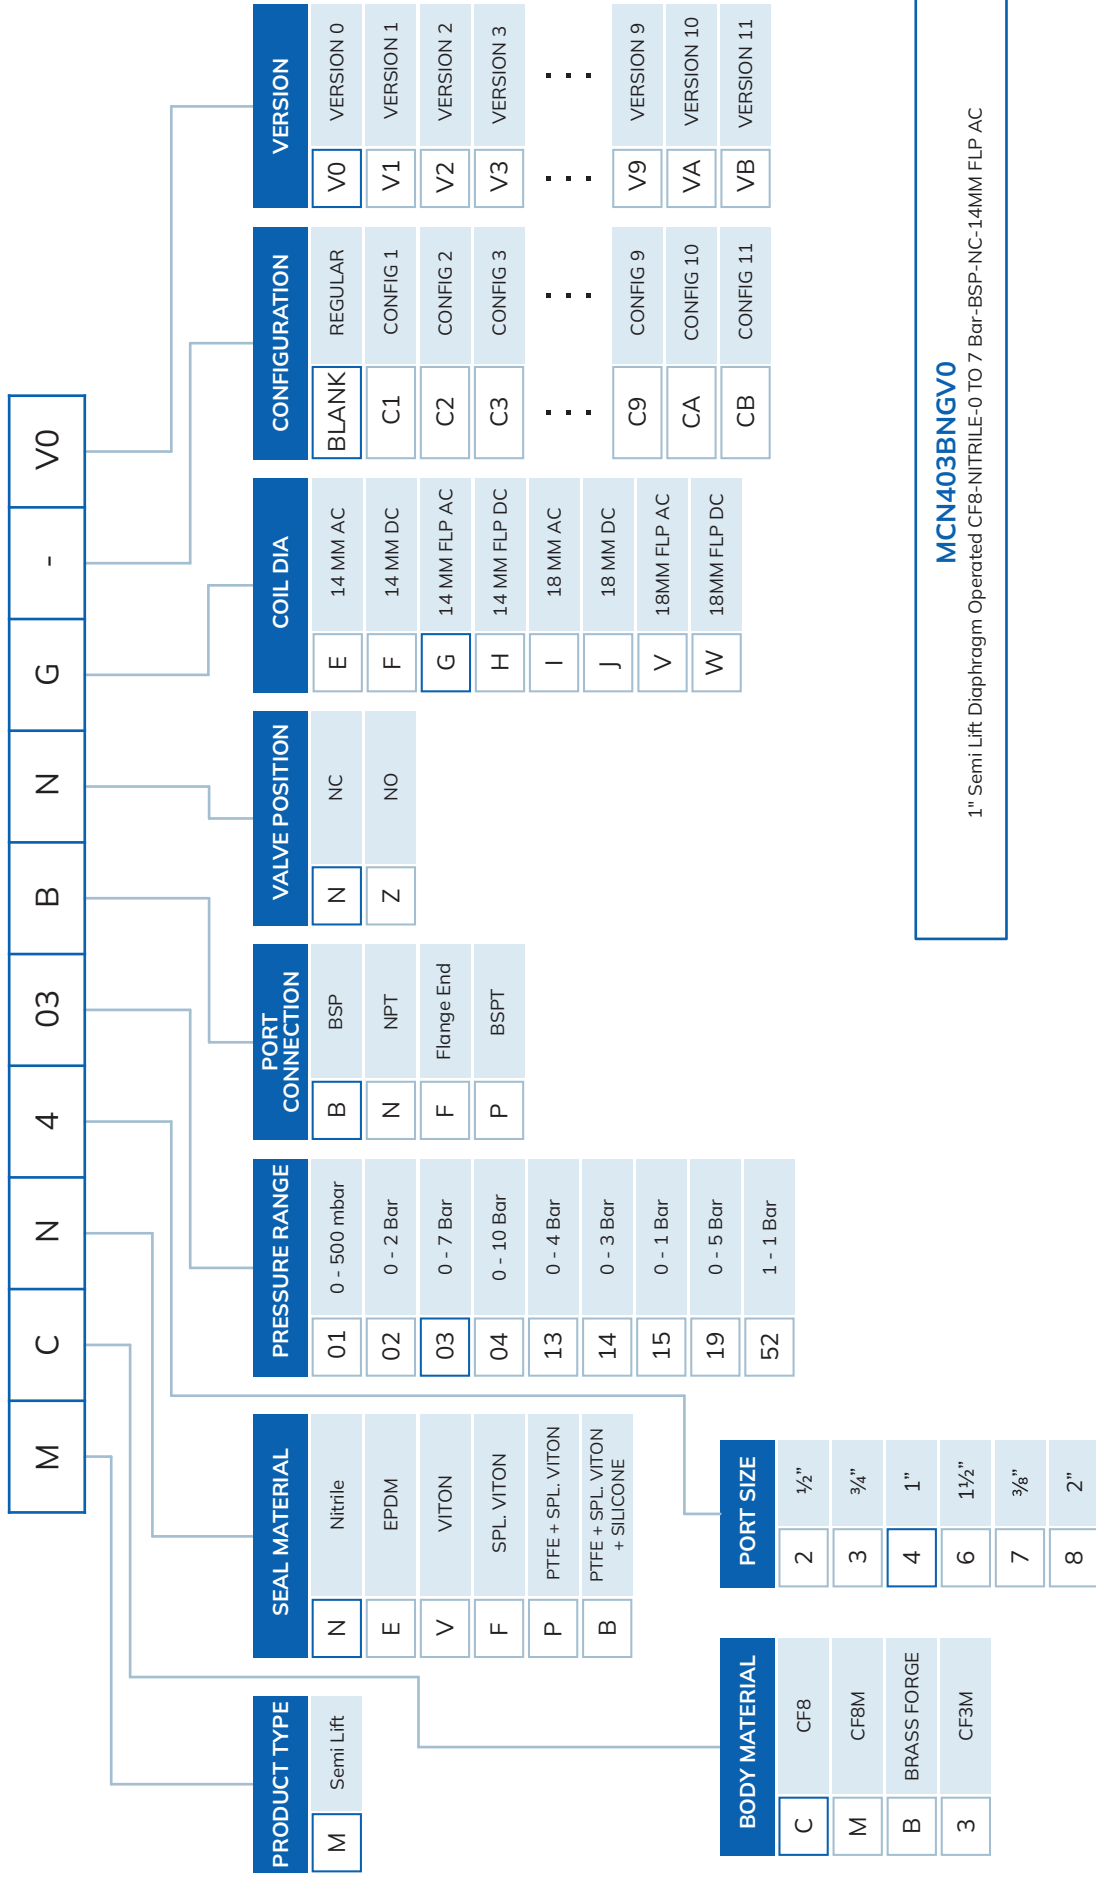 M C N 4 03 B N G - V0
PRODUCT TYPE
M Semi Lift
SEAL MATERIAL
N Nitrile
E EPDM
V VITON
F SPL. VITON
P PTFE + SPL. VITON
B PTFE + SPL. VITON
+ SILICONE
PRESSURE RANGE
01 0 - 500 mbar
02 0 - 2 Bar
03 0 - 7 Bar
04 0 - 10 Bar
13 0 - 4 Bar
14 0 - 3 Bar
15 0 - 1 Bar
19 0 - 5 Bar
52 1 - 1 Bar
PORT
CONNECTION
B BSP
N NPT
F Flange End
P BSPT
VALVE POSITION
N NC
Z NO
COIL DIA
E 14 MM AC
F 14 MM DC
G 14 MM FLP AC
H 14 MM FLP DC
I 18 MM AC
J 18 MM DC
V 18MM FLP AC
W 18MM FLP DC
CONFIGURATION
BLANK REGULAR
C1 CONFIG 1
C2 CONFIG 2
C3 CONFIG 3
. . . . . .
C9 CONFIG 9
CA CONFIG 10
CB CONFIG 11
VERSION
V0 VERSION 0
V1 VERSION 1
V2 VERSION 2
V3 VERSION 3
. . . . . .
V9 VERSION 9
VA VERSION 10
VB VERSION 11
BODY MATERIAL
C CF8
M CF8M
B BRASS FORGE
3 CF3M
PORT SIZE
2 ½”
3 ¾”
4 1”
6 1½”
7 ⅜”
8 2”
MCN403BNGV0
1" Semi Lift Diaphragm Operated CF8-NITRILE-0 TO 7 Bar-BSP-NC-14MM FLP AC